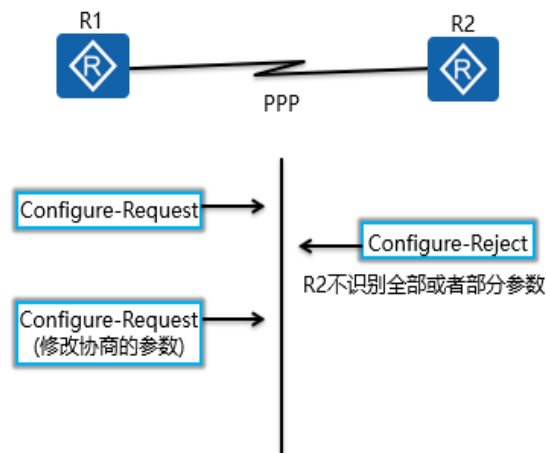 R1
R2
R
R
PPP
Configure-Request
Configure-Reject
R2不识别全部或者部分参数
Configure-Request
(修改协商的参数)